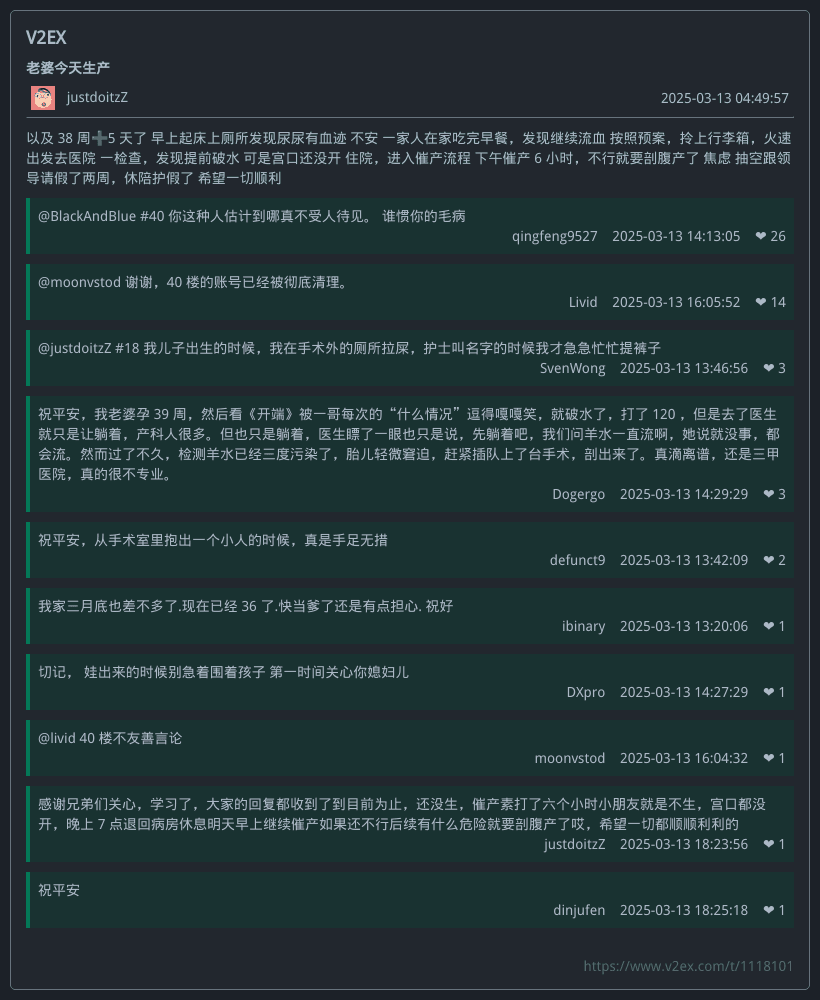 V2EX
老婆今天生产
justdoitzZ 2025-03-13 04:49:57
以及 38 周➕5 天了 早上起床上厕所发现尿尿有血迹 不安 一家人在家吃完早餐，发现继续流血 按照预案，拎上行李箱，火速
出发去医院 一检查，发现提前破水 可是宫口还没开 住院，进入催产流程 下午催产 6 小时，不行就要剖腹产了 焦虑 抽空跟领
导请假了两周，休陪护假了 希望一切顺利
@BlackAndBlue #40 你这种人估计到哪真不受人待见。 谁惯你的毛病
qingfeng9527 2025-03-13 14:13:05 ❤ 26
@moonvstod 谢谢，40 楼的账号已经被彻底清理。
Livid 2025-03-13 16:05:52 ❤ 14
@justdoitzZ #18 我儿子出生的时候，我在手术外的厕所拉屎，护士叫名字的时候我才急急忙忙提裤子
SvenWong 2025-03-13 13:46:56 ❤ 3
祝平安，我老婆孕 39 周，然后看《开端》被一哥每次的“什么情况”逗得嘎嘎笑，就破水了，打了 120 ，但是去了医生
就只是让躺着，产科人很多。但也只是躺着，医生瞟了一眼也只是说，先躺着吧，我们问羊水一直流啊，她说就没事，都
会流。然而过了不久，检测羊水已经三度污染了，胎儿轻微窘迫，赶紧插队上了台手术，剖出来了。真滴离谱，还是三甲
医院，真的很不专业。
Dogergo 2025-03-13 14:29:29 ❤ 3
祝平安，从手术室里抱出一个小人的时候，真是手足无措
defunct9 2025-03-13 13:42:09 ❤ 2
我家三月底也差不多了.现在已经 36 了.快当爹了还是有点担心. 祝好
ibinary 2025-03-13 13:20:06 ❤ 1
切记， 娃出来的时候别急着围着孩子 第一时间关心你媳妇儿
DXpro 2025-03-13 14:27:29 ❤ 1
@livid 40 楼不友善言论
moonvstod 2025-03-13 16:04:32 ❤ 1
感谢兄弟们关心，学习了，大家的回复都收到了到目前为止，还没生，催产素打了六个小时小朋友就是不生，宫口都没
开，晚上 7 点退回病房休息明天早上继续催产如果还不行后续有什么危险就要剖腹产了哎，希望一切都顺顺利利的
justdoitzZ 2025-03-13 18:23:56 ❤ 1
祝平安
dinjufen 2025-03-13 18:25:18 ❤ 1
https://www.v2ex.com/t/1118101